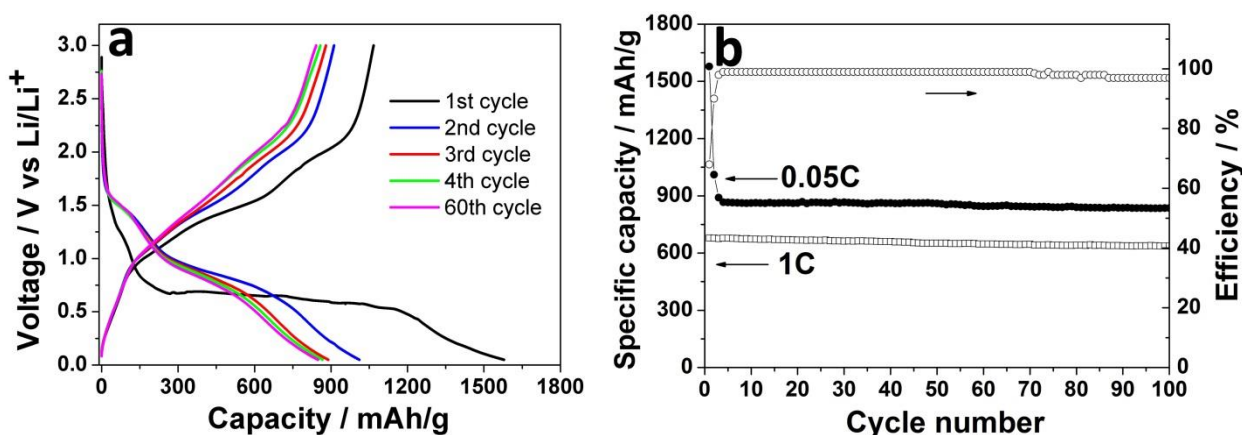 a
3.0
2.5
2.0
1.5
1.0
0.5
0.0
Voltage / V vs Li/Li+
0 300 600 900 1200 1500 1800
Capacity / mAh/g
1st cycle
2nd cycle
3rd cycle
4th cycle
60th cycle
b
1800
1500
1200
900
600
300
0
Specific capacity / mAh/g
0 10 20 30 40 50 60 70 80 90 100
Cycle number
100
80
60
40
20
0
Efficiency / %
0.05C
1C